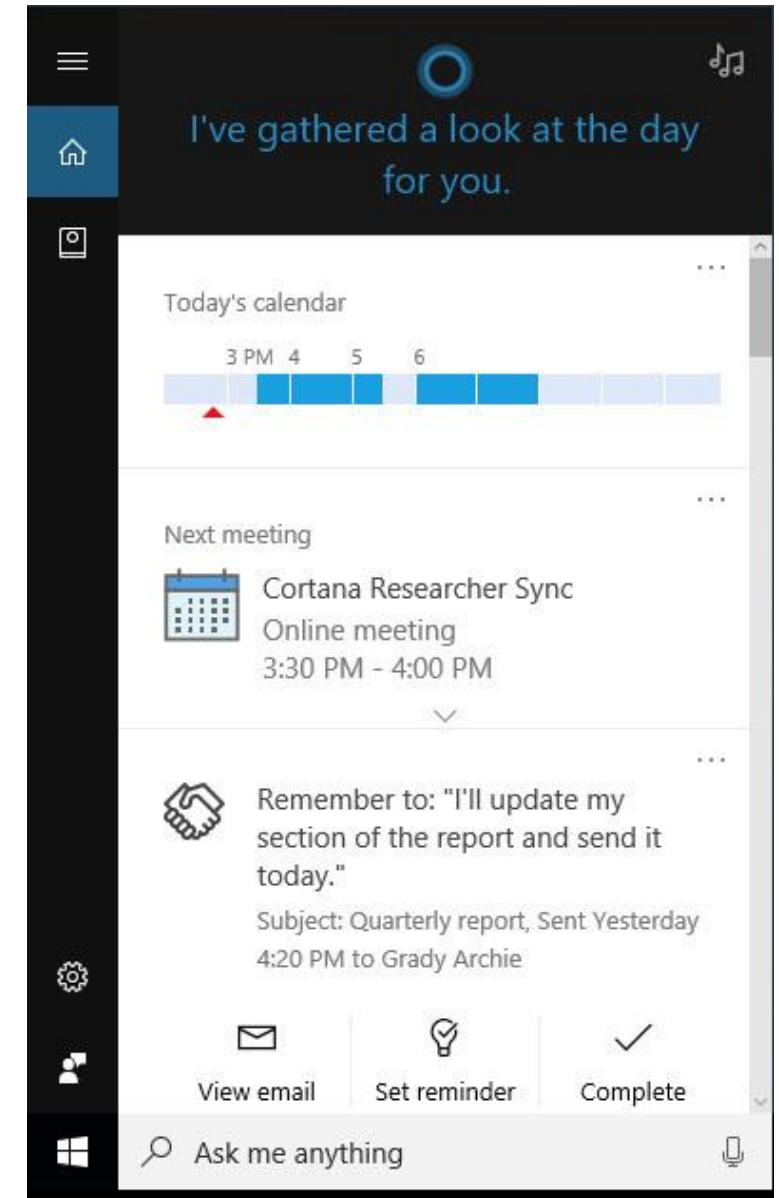 I've gathered a look at the day
for you.
Today's calendar
3 PM 4 5 6
Next meeting
Cortana Researcher Sync
Online meeting
3:30 PM - 4:00 PM
Remember to: "I'll update my
section of the report and send it
today."
Subject: Quarterly report, Sent Yesterday
4:20 PM to Grady Archie
View email Set reminder Complete
Ask me anything